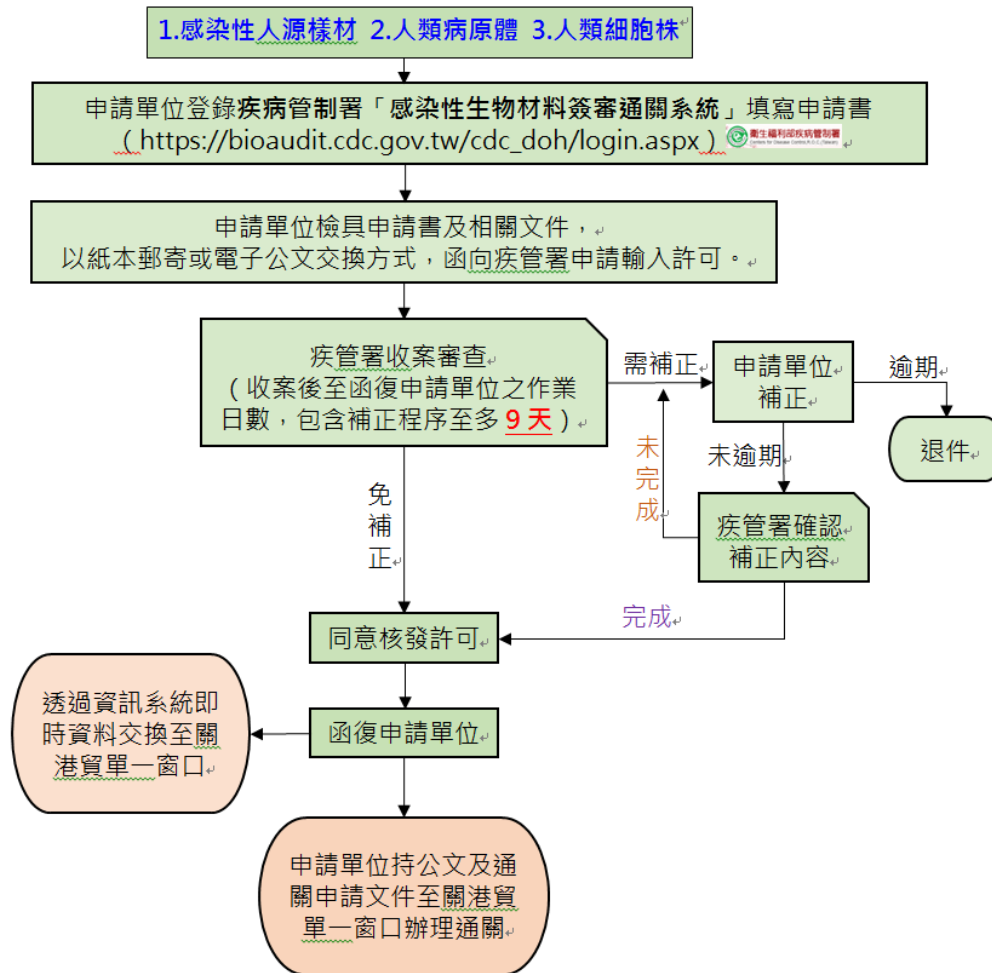 1.感染性人源樣材 2.人類病原體 3.人類細胞株
申請單位登錄疾病管制署「感染性生物材料簽審通關系統」填寫申請書
（https://bioaudit.cdc.gov.tw/cdc_doh/login.aspx）
衛生福利部疾病管制署
申請單位檢具申請書及相關文件，
以紙本郵寄或電子公文交換方式，函向疾管署申請輸入許可。
疾管署收案審查
（收案後至函復申請單位之作業
日數，包含補正程序至多 9 天）
需補正
申請單位
補正
逾期
退件
未逾期
未完成
疾管署確認
補正內容
免補正
完成
同意核發許可
函復申請單位
透過資訊系統即
時資料交換至關
港貿單一窗口
申請單位持公文及通
關申請文件至關港貿
單一窗口辦理通關